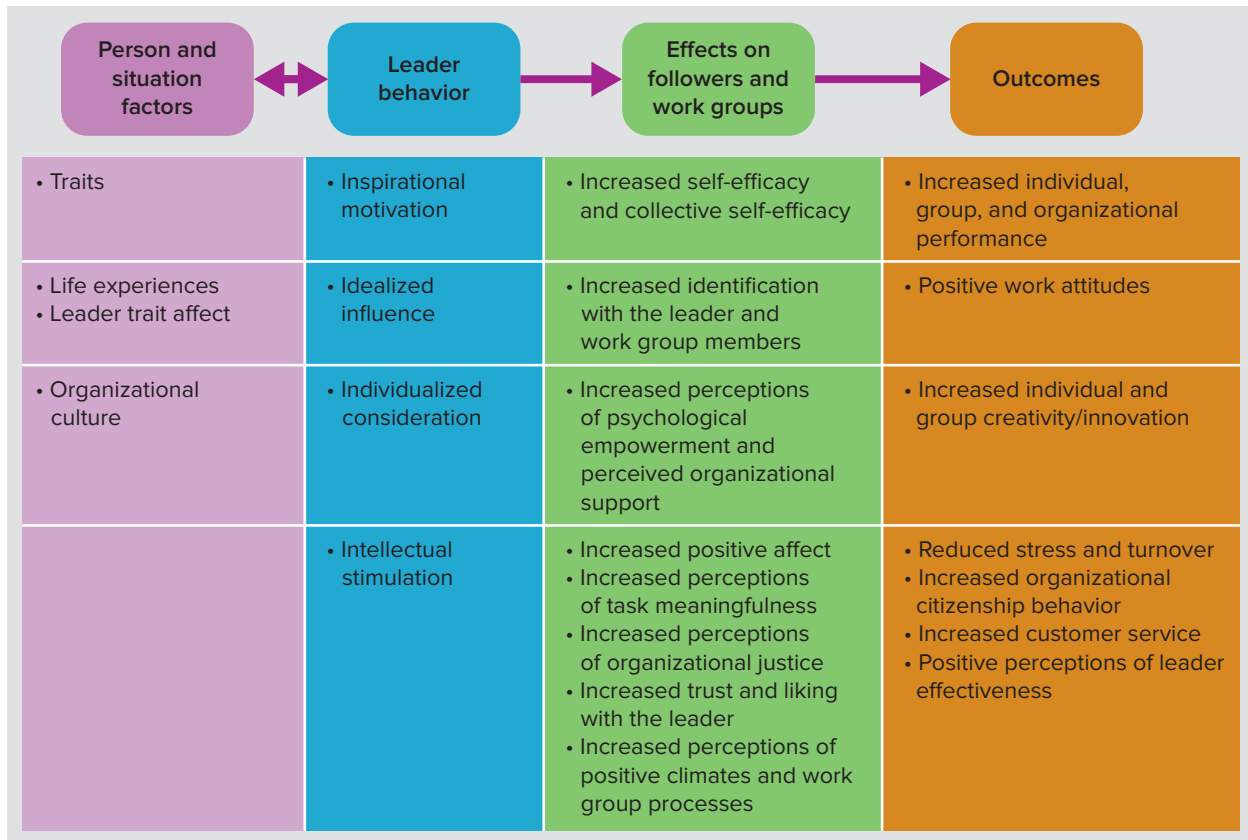 Person and
situation
factors
Leader
behavior
Effects on
followers and
work groups
Outcomes
• Traits
• Inspirational
motivation
• Increased self-efficacy
and collective self-efficacy
• Increased individual,
group, and organizational
performance
• Life experiences
• Leader trait affect
• Idealized
influence
• Increased identification
with the leader and
work group members
• Positive work attitudes
• Organizational
culture
• Individualized
consideration
• Increased perceptions
of psychological
empowerment and
perceived organizational
support
• Increased individual and
group creativity/innovation
• Intellectual
stimulation
• Increased positive affect
• Increased perceptions
of task meaningfulness
• Increased perceptions
of organizational justice
• Increased trust and liking
with the leader
• Increased perceptions of
positive climates and work
group processes
• Reduced stress and turnover
• Increased organizational
citizenship behavior
• Increased customer service
• Positive perceptions of leader
effectiveness